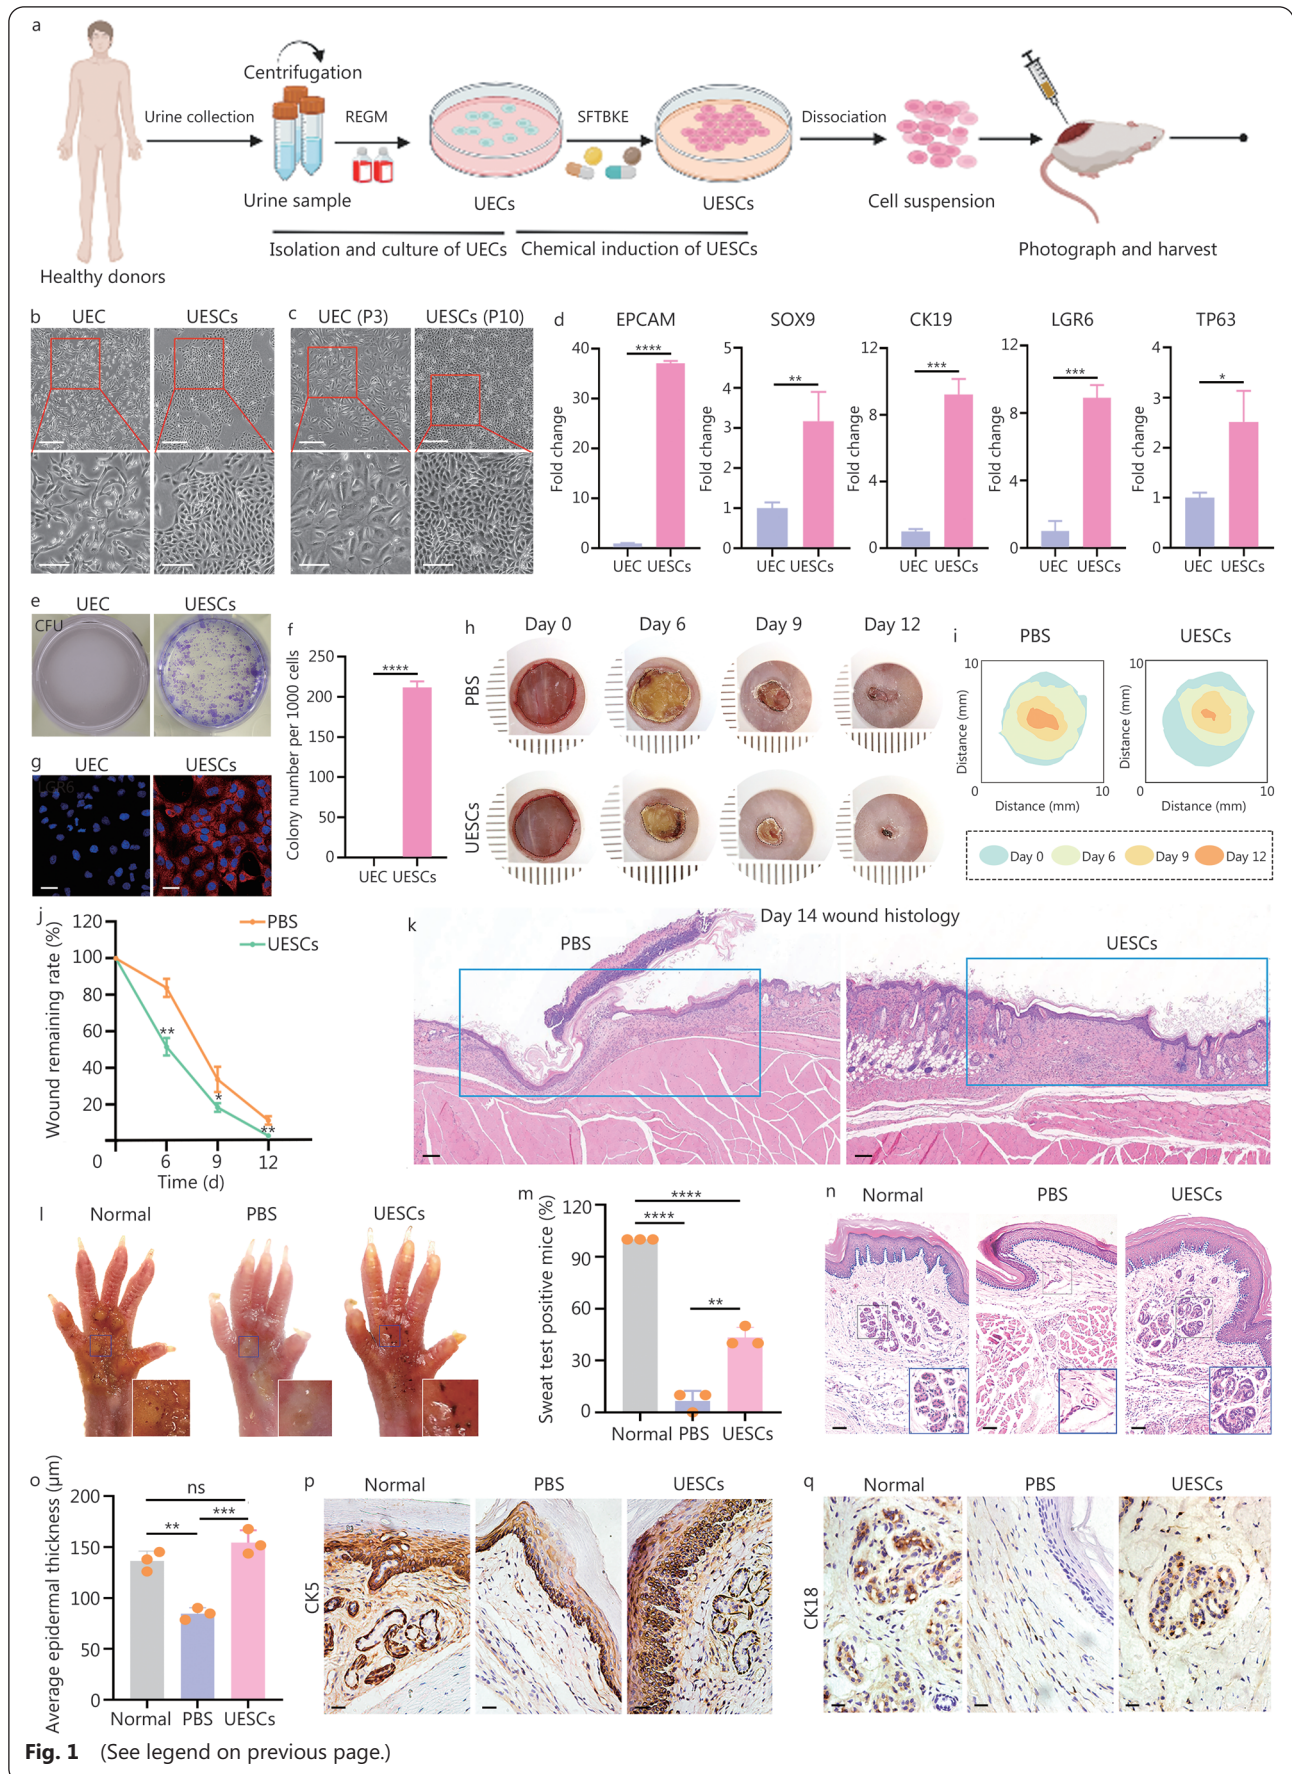 a
Centrifugation
Urine collection
REGM
SFTBKE
Dissociation
Urine sample
UECs
UESCs
Cell suspension
Isolation and culture of UECs
Chemical induction of UESCs
Photograph and harvest
Healthy donors
b
UEC
UESCs
c
UEC (P3)
UESCs (P10)
d
EPCAM
Fold change
40
30
20
10
0
****
UEC UESCs
SOX9
Fold change
5
4
3
2
1
0
**
UEC UESCs
CK19
Fold change
12
8
4
0
***
UEC UESCs
LGR6
Fold change
12
8
4
0
***
UEC UESCs
TP63
Fold change
4
3
2
1
0
*
UEC UESCs
e
UEC
UESCs
CFU
f
Colony number per 1000 cells
250
200
150
100
50
0
****
UEC UESCs
g
UEC
UESCs
LGR6
h
Day 0
Day 6
Day 9
Day 12
PBS
UESCs
i
PBS
UESCs
10
Distance (mm)
0
Distance (mm)
10
10
Distance (mm)
0
Distance (mm)
10
Day 0
Day 6
Day 9
Day 12
j
Wound remaining rate (%)
120
100
80
60
40
20
0
PBS
UESCs
**
*
**
6
9
12
Time (d)
k
Day 14 wound histology
PBS
UESCs
l
Normal
PBS
UESCs
m
Sweat test positive mice (%)
120
90
60
30
0
****
****
**
Normal PBS UESCs
n
Normal
PBS
UESCs
o
Average epidermal thickness (μm)
200
150
100
50
0
ns
**
***
Normal PBS UESCs
p
Normal
PBS
UESCs
CK5
q
Normal
PBS
UESCs
CK18
Fig. 1 (See legend on previous page.)